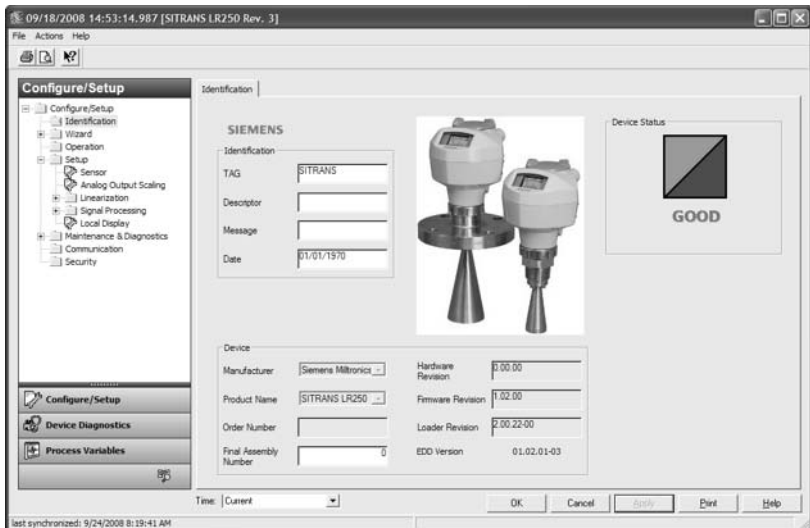 09/18/2008 14:53:14.987 [SITRANS LR250 Rev. 3]
File Actions Help
Configure/Setup
Configure/Setup
Identification
Wizard
Operation
Setup
Sensor
Analog Output Scaling
Linearization
Signal Processing
Local Display
Maintenance & Diagnostics
Communication
Security
Configure/Setup
Device Diagnostics
Process Variables
Identification
SIEMENS
Identification
TAG SITRANS
Descriptor
Message
Date 01/01/1970
Device Status
GOOD
Device
Manufacturer Siemens Milltronics
Product Name SITRANS LR250
Order Number
Final Assembly
Number
0
Hardware
Revision
0.00.00
Firmware Revision 1.02.00
Loader Revision 2.00.22-00
EDD Version 01.02.01-03
Time: Current
OK Cancel Apply Print Help
last synchronized: 9/24/2008 8:19:41 AM